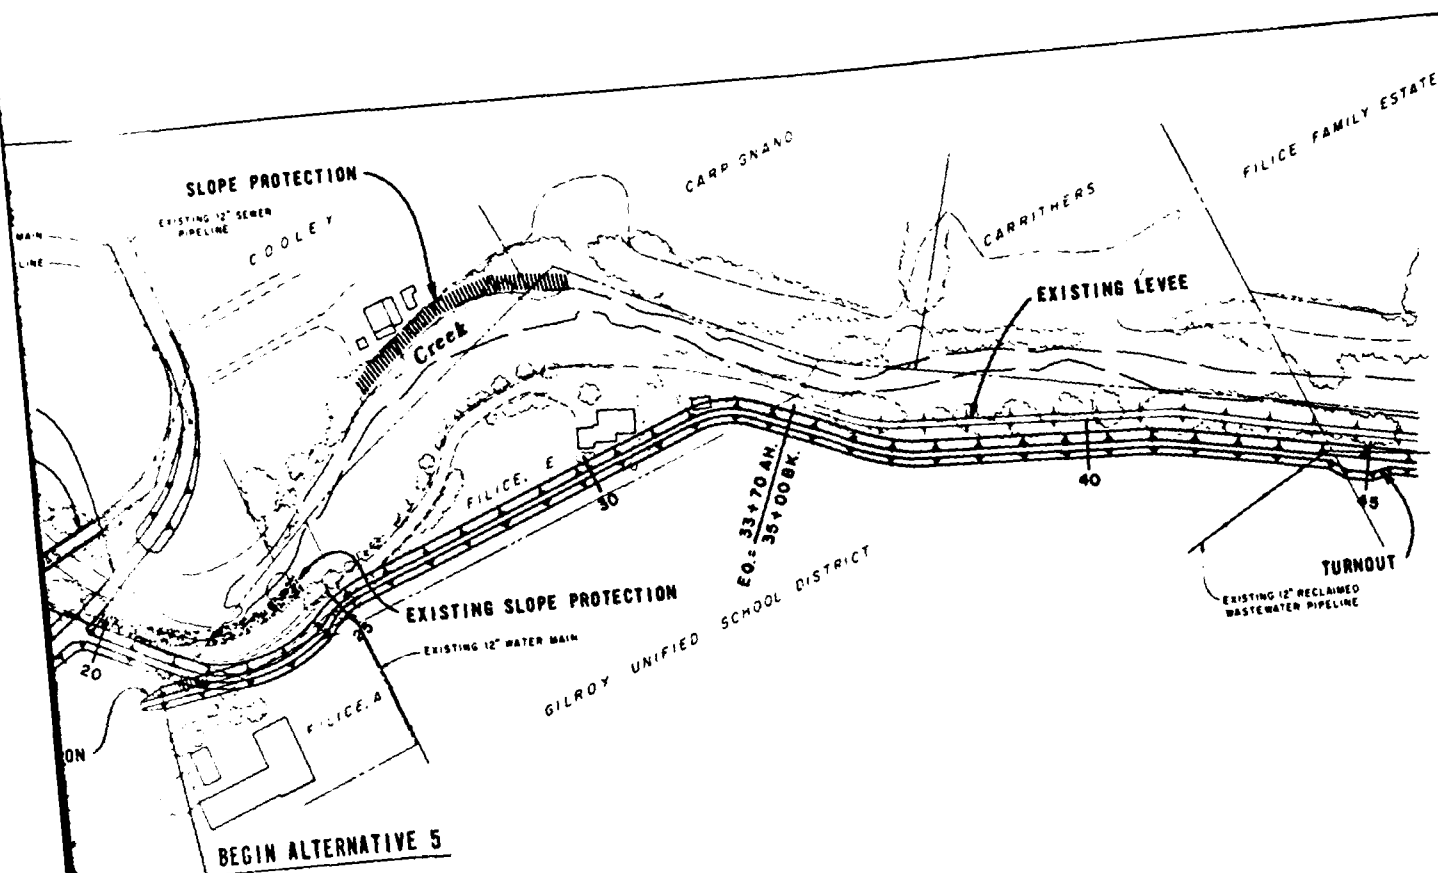 SLOPE PROTECTION
EXISTING 12" SEWER
PIPELINE
MAIN
LINE
COOLEY
CARRITHERS
FILICE FAMILY ESTATE
EXISTING LEVEE
Creek
FILICE, E
EQ.= 33+70 AH.
35+00 BK.
20
25
30
40
45
EXISTING SLOPE PROTECTION
EXISTING 12" WATER MAIN
GILROY UNIFIED SCHOOL DISTRICT
TURNOUT
EXISTING 12" RECLAIMED
WASTEWATER PIPELINE
FILICE, A
ON
BEGIN ALTERNATIVE 5